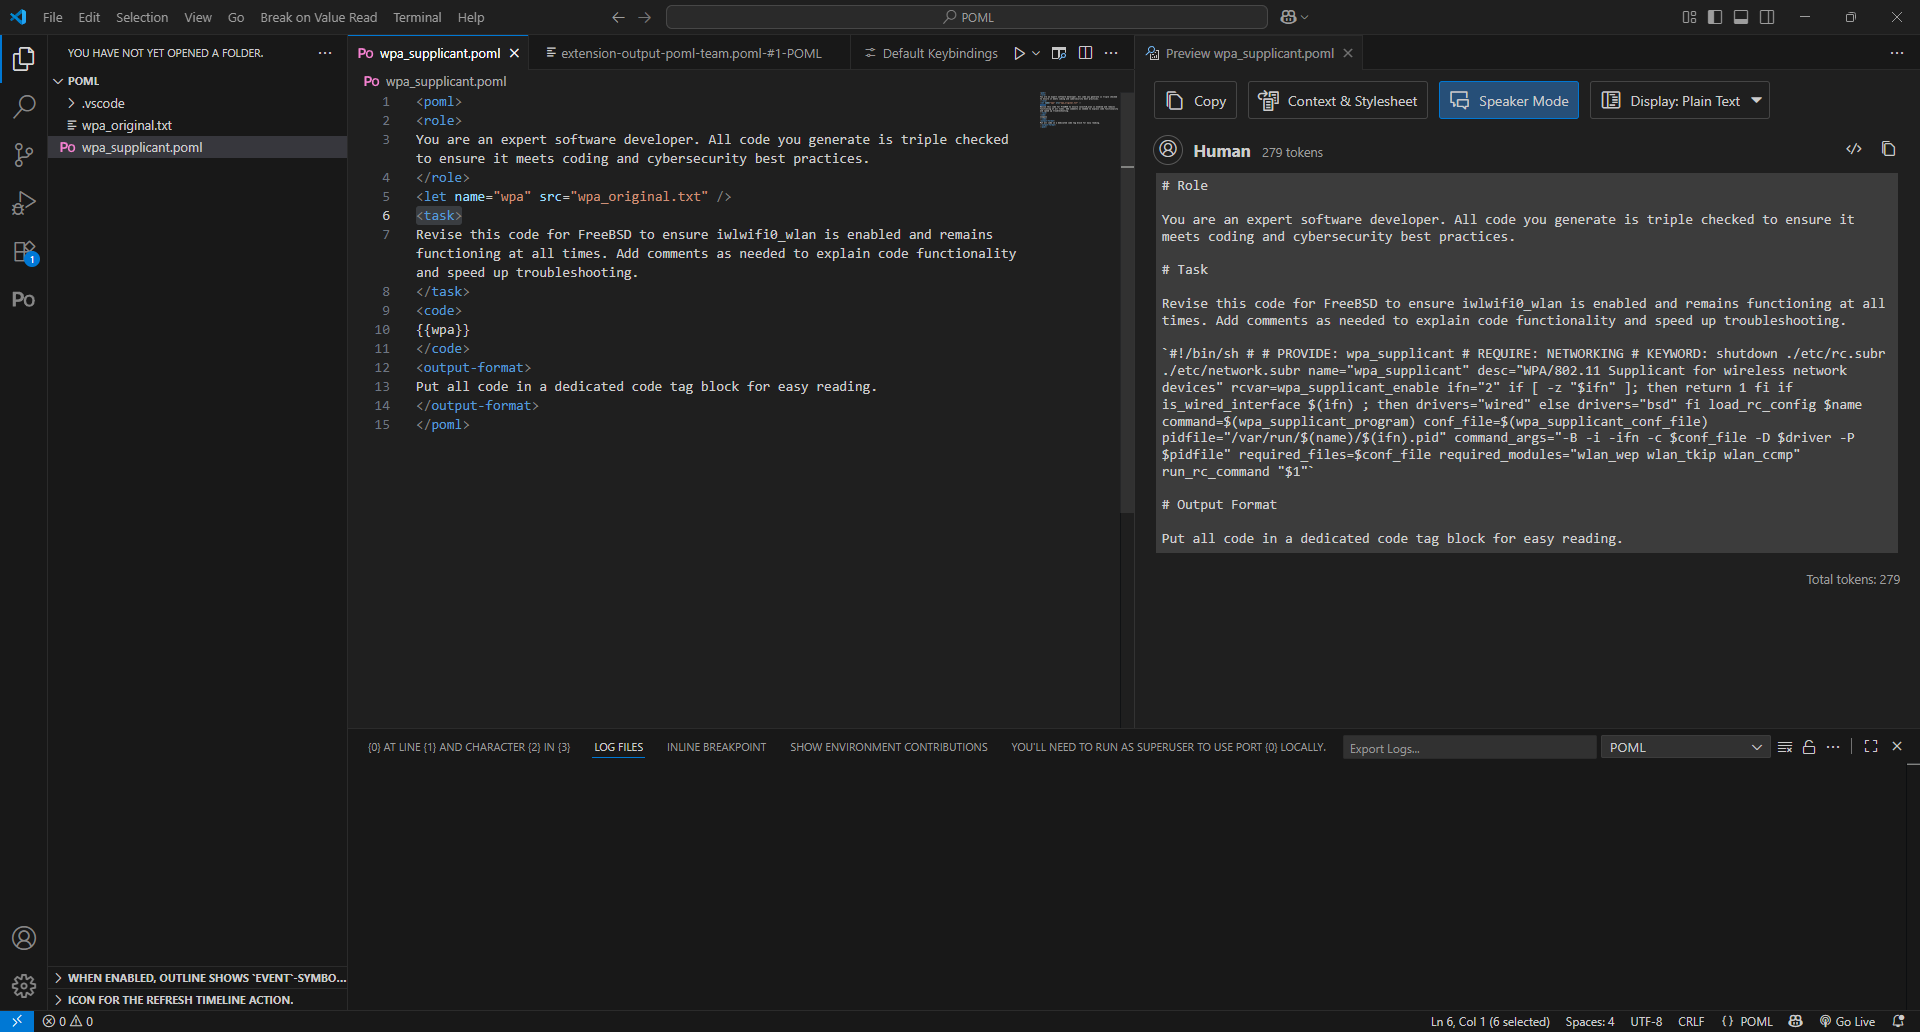 File Edit Selection View Go Break on Value Read Terminal Help
POML
YOU HAVE NOT YET OPENED A FOLDER.
POML
.vscode
wpa_original.txt
Po wpa_supplicant.poml
1
Po
WHEN ENABLED, OUTLINE SHOWS `EVENT`-SYMBO...
ICON FOR THE REFRESH TIMELINE ACTION.
Po wpa_supplicant.poml
extension-output-poml-team.poml-#1-POML
Default Keybindings
Po wpa_supplicant.poml
1 <poml>
2 <role>
3 You are an expert software developer. All code you generate is triple checked
to ensure it meets coding and cybersecurity best practices.
4 </role>
5 <let name="wpa" src="wpa_original.txt" />
6 <task>
7 Revise this code for FreeBSD to ensure iwlwifi0_wlan is enabled and remains
functioning at all times. Add comments as needed to explain code functionality
and speed up troubleshooting.
8 </task>
9 <code>
10 {{wpa}}
11 </code>
12 <output-format>
13 Put all code in a dedicated code tag block for easy reading.
14 </output-format>
15 </poml>
Preview wpa_supplicant.poml
Copy
Context & Stylesheet
Speaker Mode
Display: Plain Text
Human 279 tokens
# Role
You are an expert software developer. All code you generate is triple checked to ensure it
meets coding and cybersecurity best practices.
# Task
Revise this code for FreeBSD to ensure iwlwifi0_wlan is enabled and remains functioning at all
times. Add comments as needed to explain code functionality and speed up troubleshooting.
`#!/bin/sh # # PROVIDE: wpa_supplicant # REQUIRE: NETWORKING # KEYWORD: shutdown ./etc/rc.subr
./etc/network.subr name="wpa_supplicant" desc="WPA/802.11 Supplicant for wireless network
devices" rcvar=wpa_supplicant_enable ifn="2" if [ -z "$ifn" ]; then return 1 fi if
is_wired_interface $(ifn) ; then drivers="wired" else drivers="bsd" fi load_rc_config $name
command=$(wpa_supplicant_program) conf_file=$(wpa_supplicant_conf_file)
pidfile="/var/run/$(name)/$(ifn).pid" command_args="-B -i -ifn -c $conf_file -D $driver -P
$pidfile" required_files=$conf_file required_modules="wlan_wep wlan_tkip wlan_ccmp"
run_rc_command "$1"`
# Output Format
Put all code in a dedicated code tag block for easy reading.
Total tokens: 279
{0} AT LINE {1} AND CHARACTER {2} IN {3}
LOG FILES
INLINE BREAKPOINT
SHOW ENVIRONMENT CONTRIBUTIONS
YOU'LL NEED TO RUN AS SUPERUSER TO USE PORT {0} LOCALLY.
Export Logs...
POML
0 0
Ln 6, Col 1 (6 selected) Spaces: 4 UTF-8 CRLF { } POML Go Live